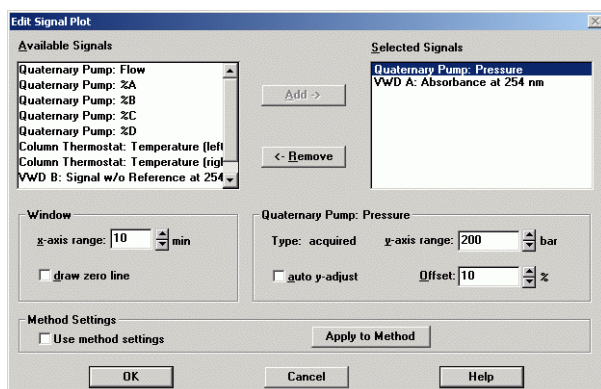 Edit Signal Plot
Available Signals
Selected Signals
Quaternary Pump: Flow
Quaternary Pump: %A
Quaternary Pump: %B
Quaternary Pump: %C
Quaternary Pump: %D
Column Thermostat: Temperature (left
Column Thermostat: Temperature (righ
VWD B: Signal w/o Reference at 254
Add ->
<- Remove
Quaternary Pump: Pressure
VWD A: Absorbance at 254 nm
Window
x-axis range: 10 min
draw zero line
Quaternary Pump: Pressure
Type: acquired y-axis range: 200 bar
auto y-adjust Offset: 10 %
Method Settings
Use method settings Apply to Method
OK Cancel Help